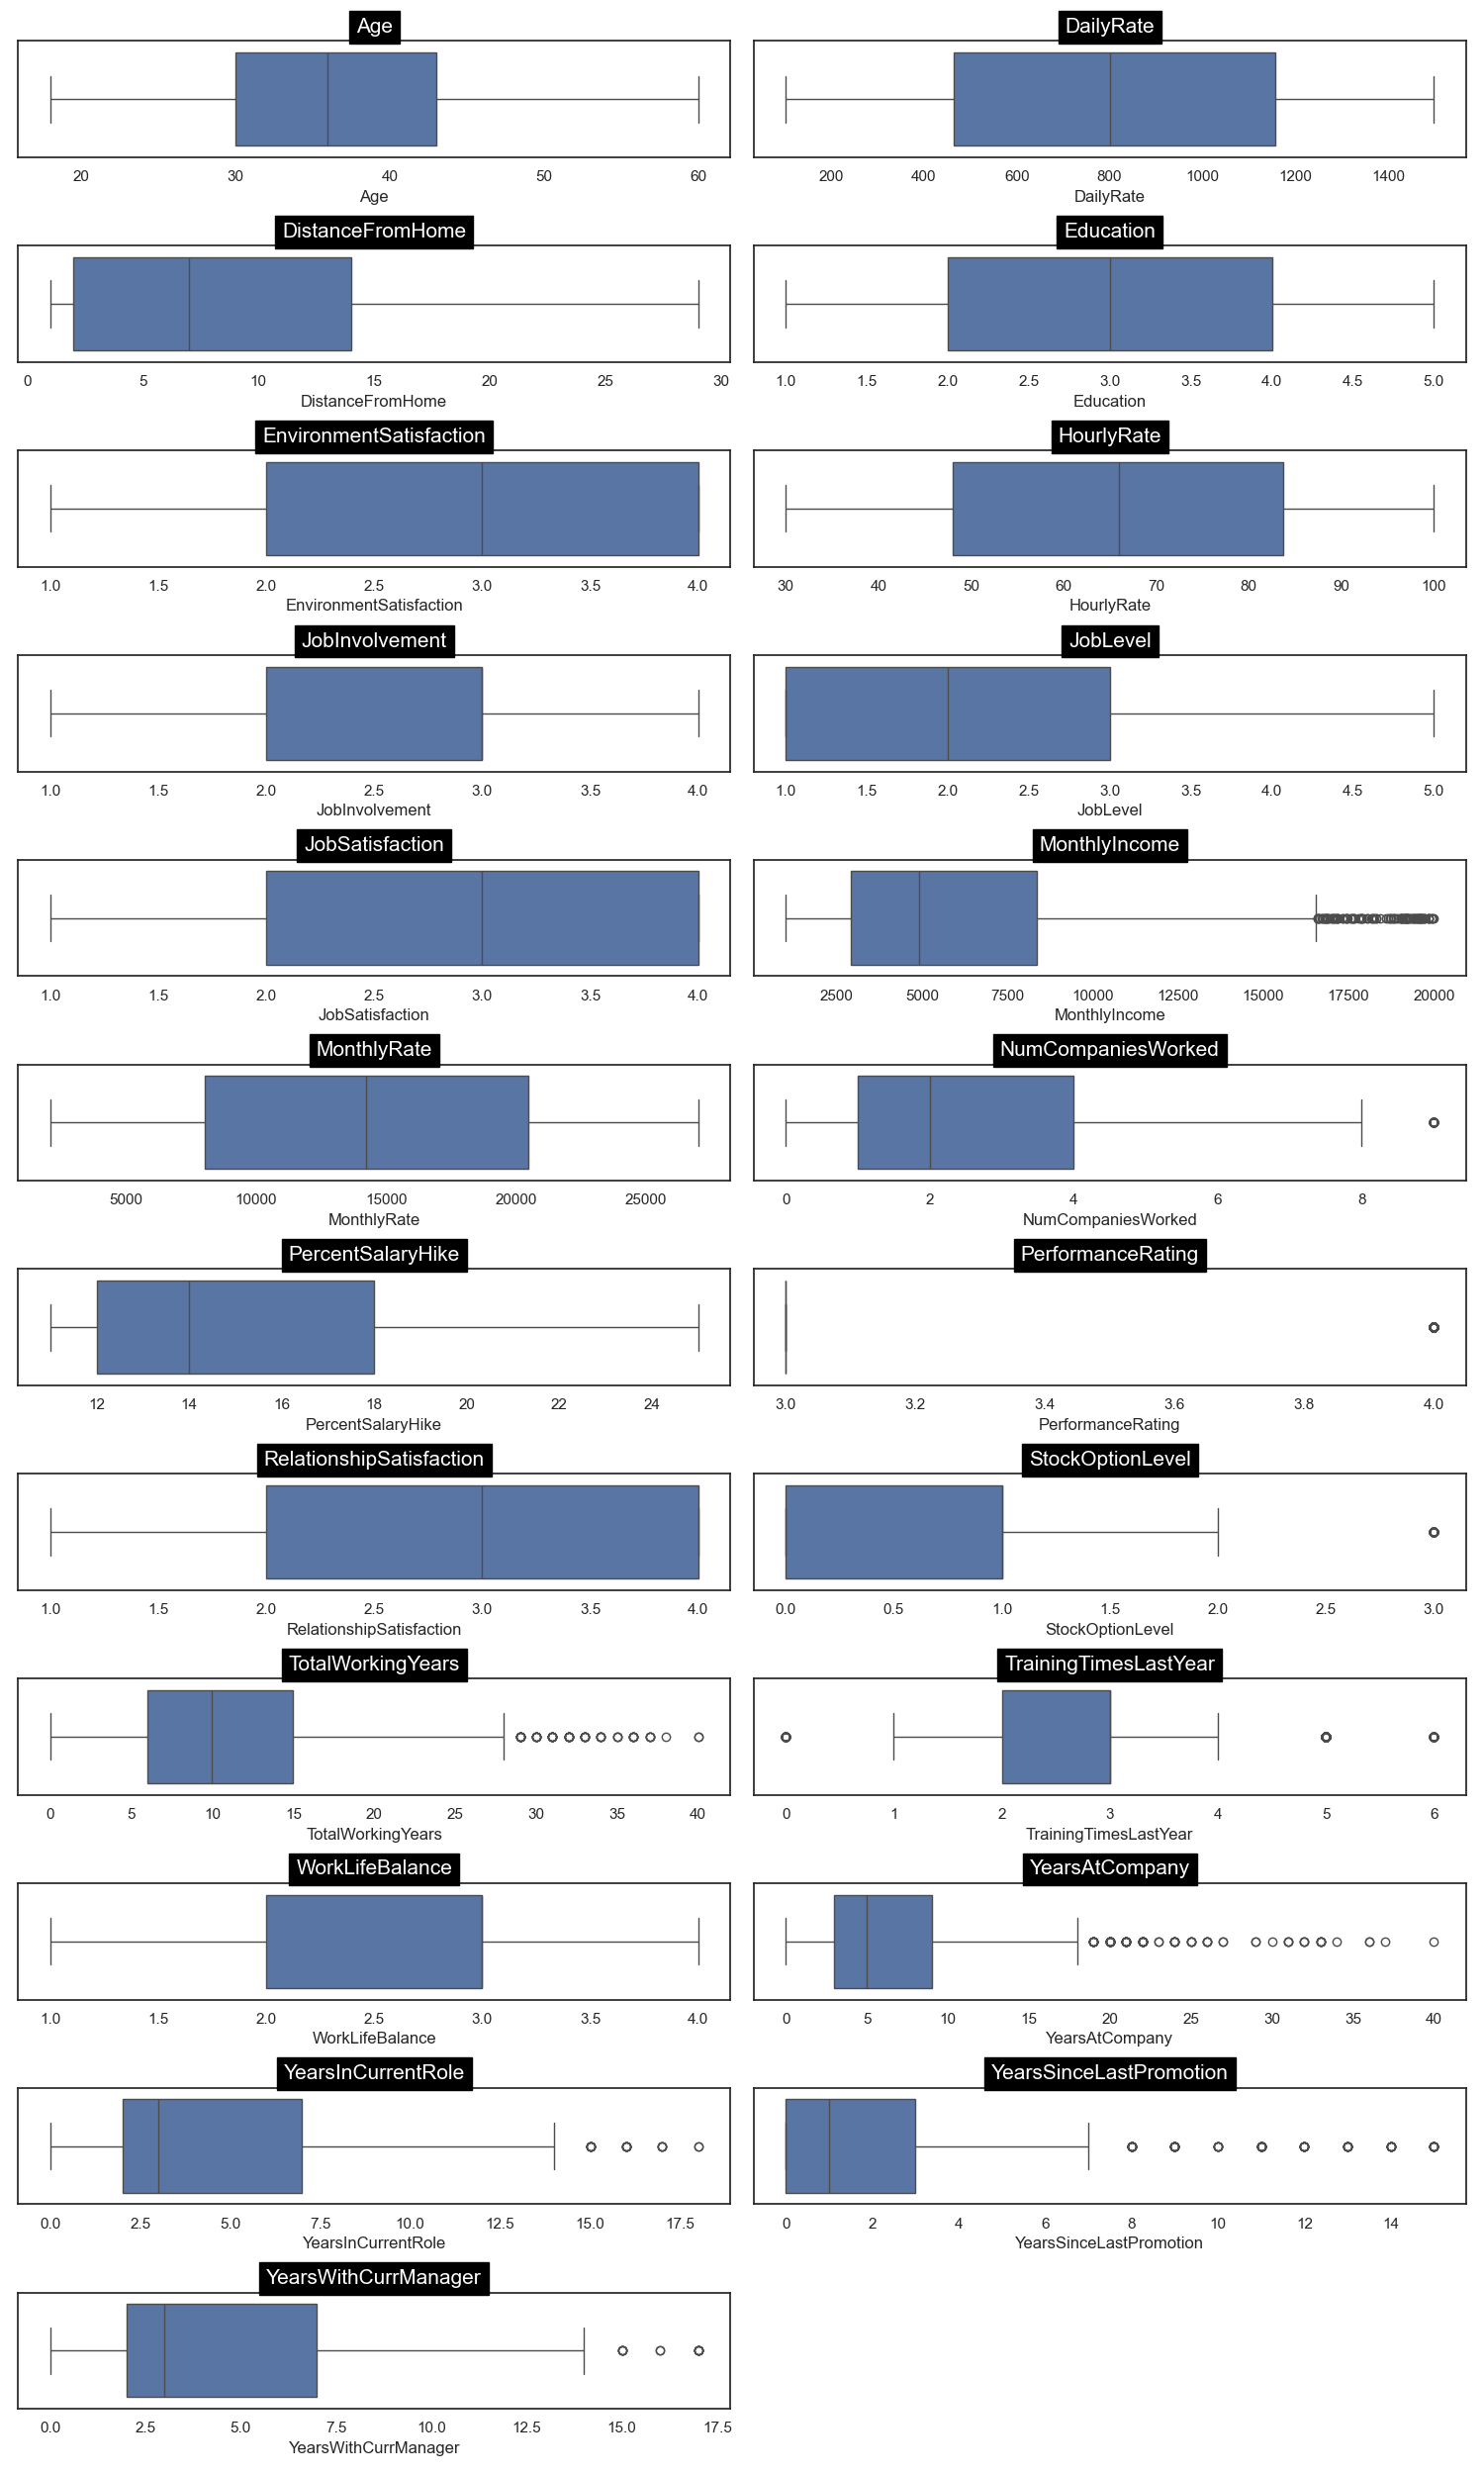 Age
20 30 40 50 60
Age
DailyRate
200 400 600 800 1000 1200 1400
DailyRate
DistanceFromHome
0 5 10 15 20 25 30
DistanceFromHome
Education
1.0 1.5 2.0 2.5 3.0 3.5 4.0 4.5 5.0
Education
EnvironmentSatisfaction
1.0 1.5 2.0 2.5 3.0 3.5 4.0
EnvironmentSatisfaction
HourlyRate
30 40 50 60 70 80 90 100
HourlyRate
JobInvolvement
1.0 1.5 2.0 2.5 3.0 3.5 4.0
JobInvolvement
JobLevel
1.0 1.5 2.0 2.5 3.0 3.5 4.0 4.5 5.0
JobLevel
JobSatisfaction
1.0 1.5 2.0 2.5 3.0 3.5 4.0
JobSatisfaction
MonthlyIncome
2500 5000 7500 10000 12500 15000 17500 20000
MonthlyIncome
MonthlyRate
5000 10000 15000 20000 25000
MonthlyRate
NumCompaniesWorked
0 2 4 6 8
NumCompaniesWorked
PercentSalaryHike
12 14 16 18 20 22 24
PercentSalaryHike
PerformanceRating
3.0 3.2 3.4 3.6 3.8 4.0
PerformanceRating
RelationshipSatisfaction
1.0 1.5 2.0 2.5 3.0 3.5 4.0
RelationshipSatisfaction
StockOptionLevel
0.0 0.5 1.0 1.5 2.0 2.5 3.0
StockOptionLevel
TotalWorkingYears
0 5 10 15 20 25 30 35 40
TotalWorkingYears
TrainingTimesLastYear
0 1 2 3 4 5 6
TrainingTimesLastYear
WorkLifeBalance
1.0 1.5 2.0 2.5 3.0 3.5 4.0
WorkLifeBalance
YearsAtCompany
0 5 10 15 20 25 30 35 40
YearsAtCompany
YearsInCurrentRole
0.0 2.5 5.0 7.5 10.0 12.5 15.0 17.5
YearsInCurrentRole
YearsSinceLastPromotion
0 2 4 6 8 10 12 14
YearsSinceLastPromotion
YearsWithCurrManager
0.0 2.5 5.0 7.5 10.0 12.5 15.0 17.5
YearsWithCurrManager